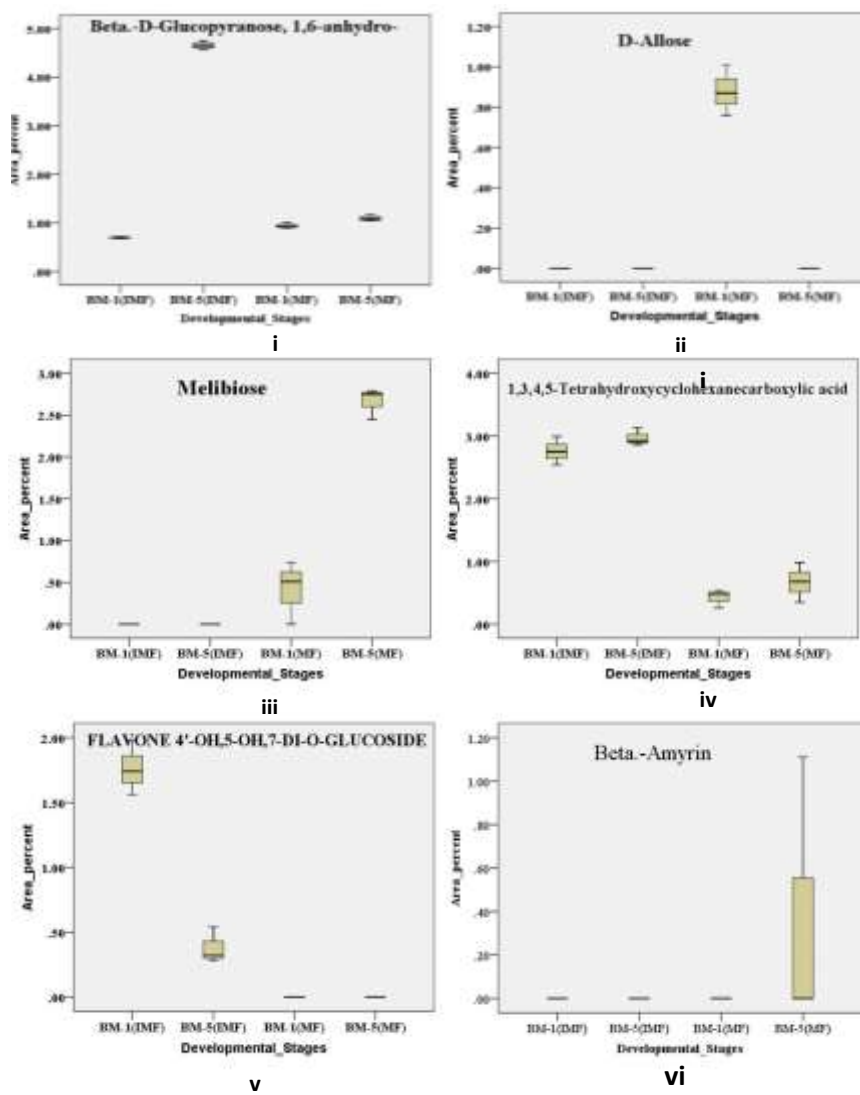 Beta.-D-Glucopyranose, 1,6-anhydro-
5.00
4.00
3.00
2.00
1.00
.00
Area_percent
BM-1(IMF) BM-5(IMF) BM-1(MF) BM-5(MF)
Developmental_Stages
i
D-Allose
1.20
1.00
.80
.60
.40
.20
.00
Area_percent
BM-1(IMF) BM-5(IMF) BM-1(MF) BM-5(MF)
Developmental_Stages
ii
Melibiose
3.00
2.50
2.00
1.50
1.00
.50
.00
Area_percent
BM-1(IMF) BM-5(IMF) BM-1(MF) BM-5(MF)
Developmental_Stages
iii
i
1,3,4,5-Tetrahydroxycyclohexanecarboxylic acid
4.00
3.00
2.00
1.00
.00
Area_percent
BM-1(IMF) BM-5(IMF) BM-1(MF) BM-5(MF)
Developmental_Stages
iv
FLAVONE 4'-OH,5-OH,7-DI-O-GLUCOSIDE
2.00
1.50
1.00
.50
.00
Area_percent
BM-1(IMF) BM-5(IMF) BM-1(MF) BM-5(MF)
Developmental_Stages
v
Beta.-Amyrin
1.20
1.00
.80
.60
.40
.20
.00
Area_percent
BM-1(IMF) BM-5(IMF) BM-1(MF) BM-5(MF)
Developmental_Stages
vi